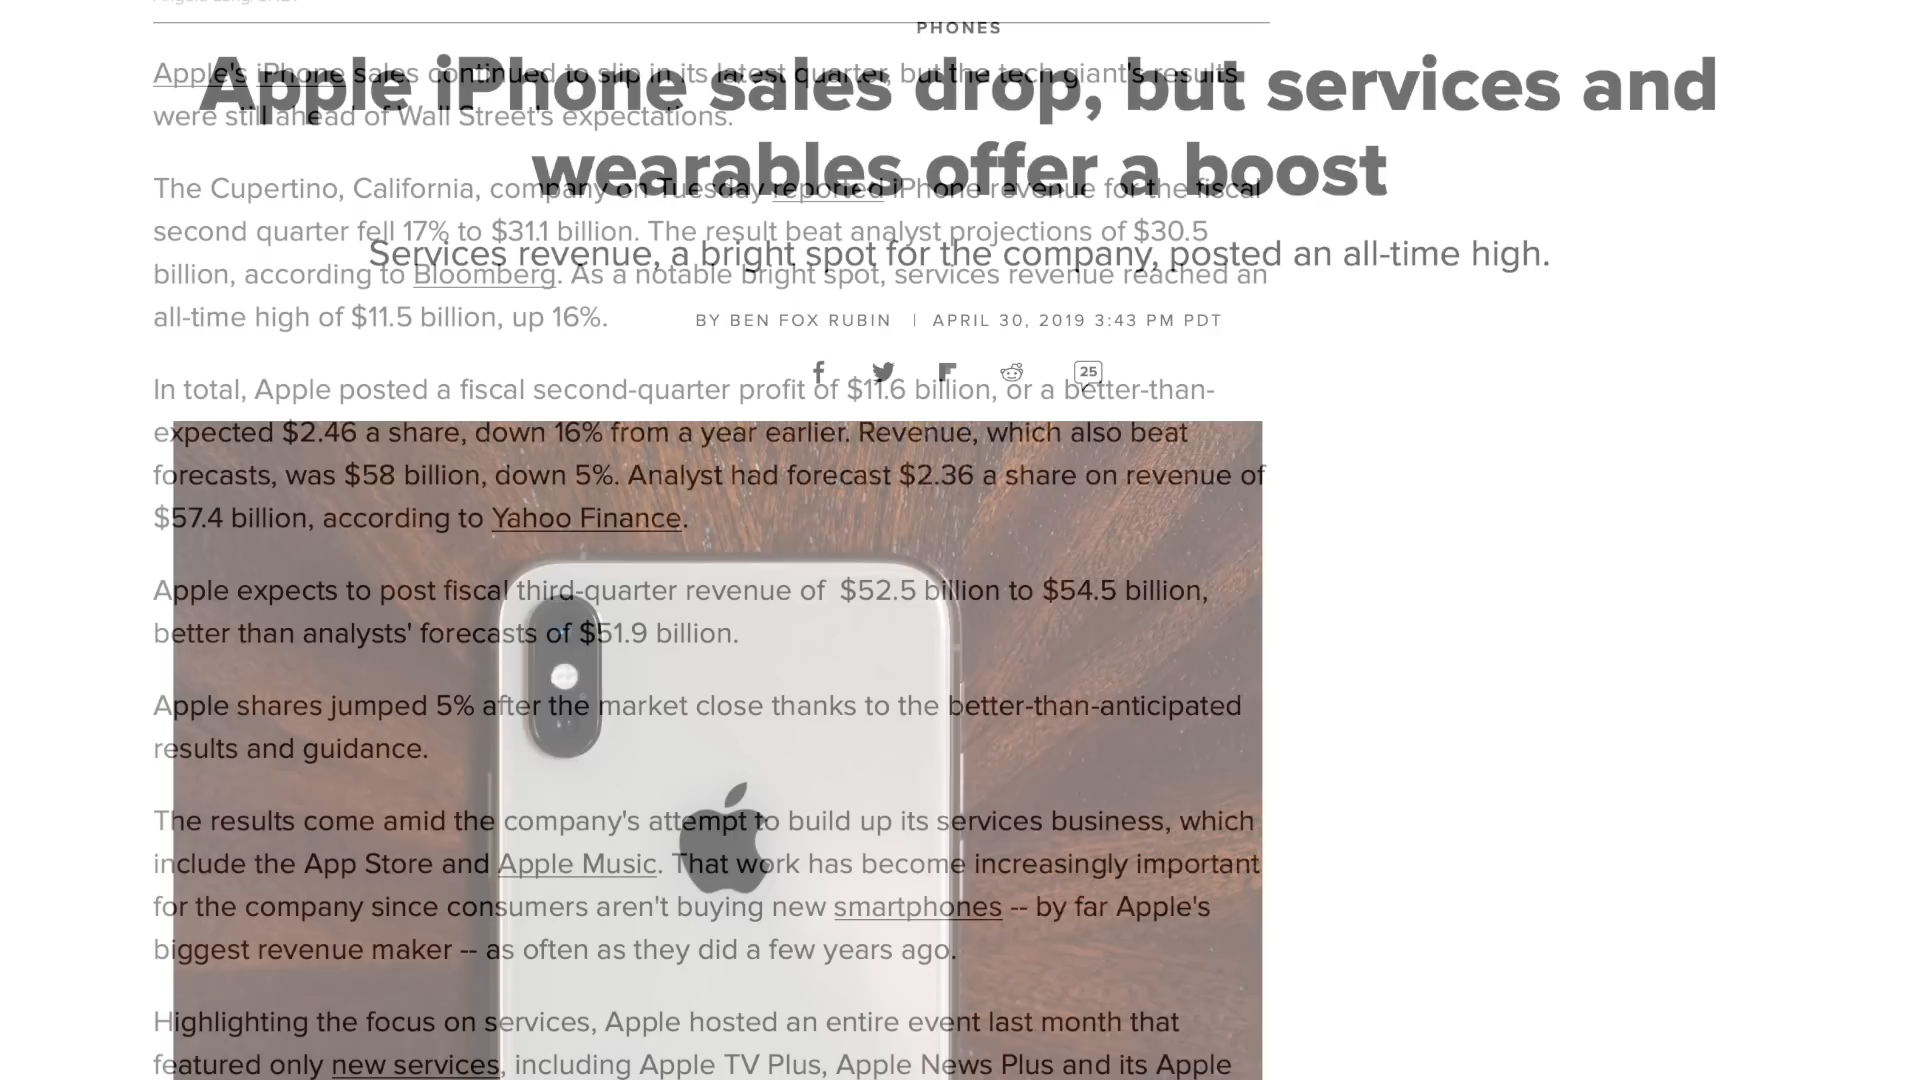 PHONES
Apple iPhone sales drop, but services and
wearables offer a boost
Services revenue, a bright spot for the company, posted an all-time high.
BY BEN FOX RUBIN | APRIL 30, 2019 3:43 PM PDT
25
Apple's iPhone sales continued to slip in its latest quarter, but the tech giant's results
were still ahead of Wall Street's expectations.
The Cupertino, California, company on Tuesday reported iPhone revenue for the fiscal
second quarter fell 17% to $31.1 billion. The result beat analyst projections of $30.5
billion, according to Bloomberg. As a notable bright spot, services revenue reached an
all-time high of $11.5 billion, up 16%.
In total, Apple posted a fiscal second-quarter profit of $11.6 billion, or a better-than-
expected $2.46 a share, down 16% from a year earlier. Revenue, which also beat
forecasts, was $58 billion, down 5%. Analyst had forecast $2.36 a share on revenue of
$57.4 billion, according to Yahoo Finance.
Apple expects to post fiscal third-quarter revenue of $52.5 billion to $54.5 billion,
better than analysts' forecasts of $51.9 billion.
Apple shares jumped 5% after the market close thanks to the better-than-anticipated
results and guidance.
The results come amid the company's attempt to build up its services business, which
include the App Store and Apple Music. That work has become increasingly important
for the company since consumers aren't buying new smartphones -- by far Apple's
biggest revenue maker -- as often as they did a few years ago.
Highlighting the focus on services, Apple hosted an entire event last month that
featured only new services, including Apple TV Plus, Apple News Plus and its Apple